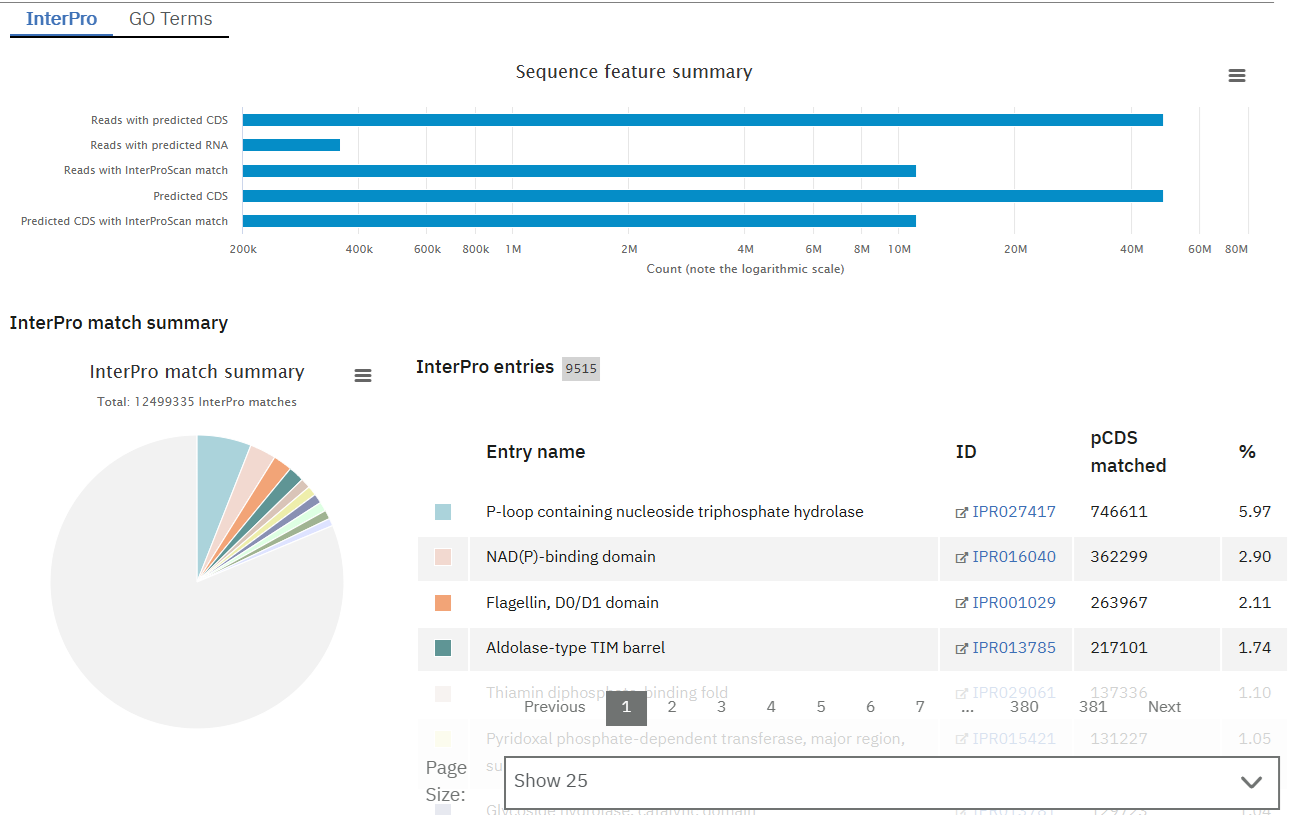 InterPro GO Terms
Sequence feature summary
Reads with predicted CDS
Reads with predicted RNA
Reads with InterProScan match
Predicted CDS
Predicted CDS with InterProScan match
200k 400k 600k 800k 1M 2M 4M 6M 8M 10M 20M 40M 60M 80M
Count (note the logarithmic scale)
InterPro match summary
InterPro match summary
Total: 12499335 InterPro matches
InterPro entries 9515
Entry name ID pCDS matched %
P-loop containing nucleoside triphosphate hydrolase IPR027417 746611 5.97
NAD(P)-binding domain IPR016040 362299 2.90
Flagellin, D0/D1 domain IPR001029 263967 2.11
Aldolase-type TIM barrel IPR013785 217101 1.74
Thiamin diphosphate-binding fold IPR029061 137336 1.10
Previous 1 2 3 4 5 6 7 ... 380 381 Next
Pyridoxal phosphate-dependent transferase, major region, IPR015421 131227 1.05
Page Size:
Show 25
Glycoside hydrolase, catalytic domain IPR013781 129723 1.04